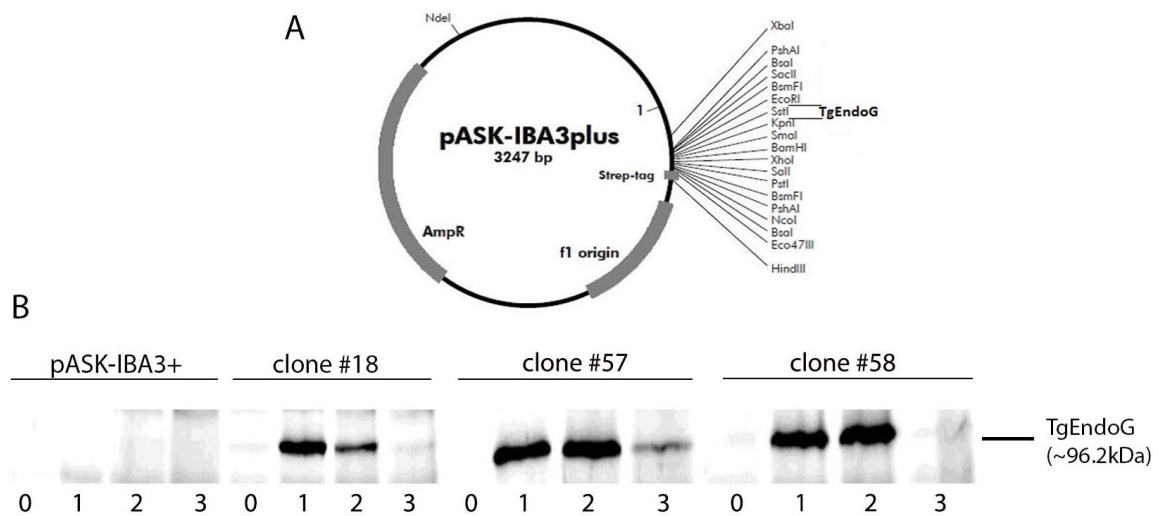 A
NdeI
XbaI
PshAI
BsaI
SacII
BsmFI
EcoRI
SstI
TgEndoG
KpnI
SmaI
BamHI
XhoI
SalI
PstI
BsmFI
PshAI
NcoI
BsaI
Eco47III
HindIII
1
pASK-IBA3plus
3247 bp
Strep-tag
AmpR
f1 origin
B
pASK-IBA3+ clone #18 clone #57 clone #58
TgEndoG
(~96.2kDa)
0 1 2 3 0 1 2 3 0 1 2 3 0 1 2 3